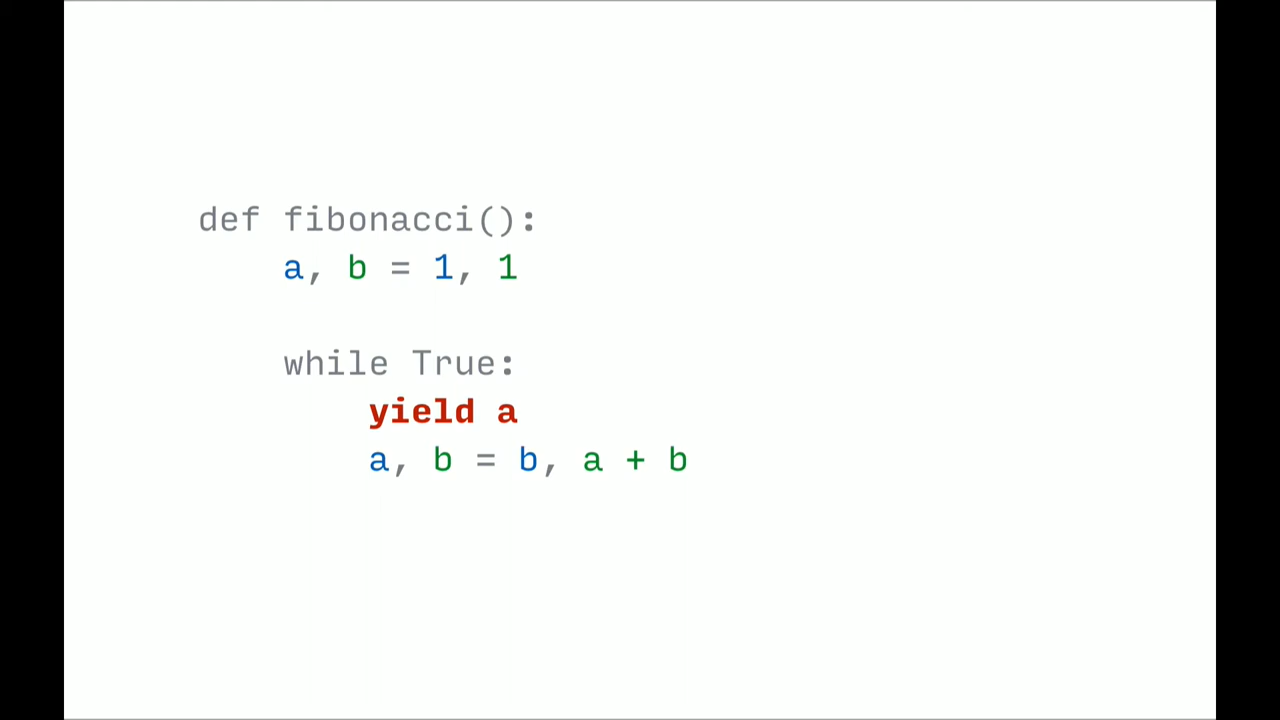 def fibonacci():
    a, b = 1, 1

    while True:
        yield a
        a, b = b, a + b